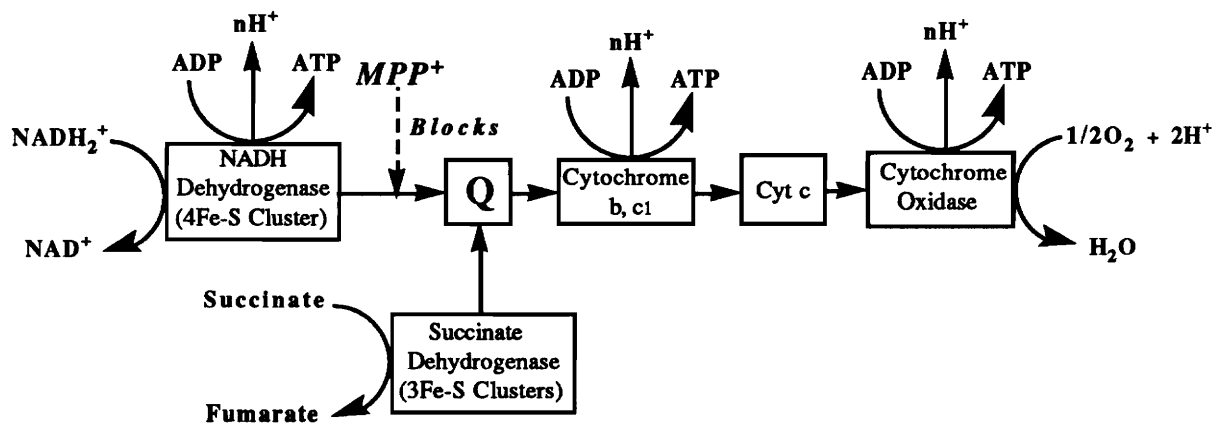 nH⁺
ADP
ATP
NADH₂⁺
NADH
Dehydrogenase
(4Fe-S Cluster)
NAD⁺
MPP⁺
Blocks
Q
nH⁺
ADP
ATP
Cytochrome
b, c1
Cyt c
nH⁺
ADP
ATP
Cytochrome
Oxidase
1/2O₂ + 2H⁺
H₂O
Succinate
Succinate
Dehydrogenase
(3Fe-S Clusters)
Fumarate